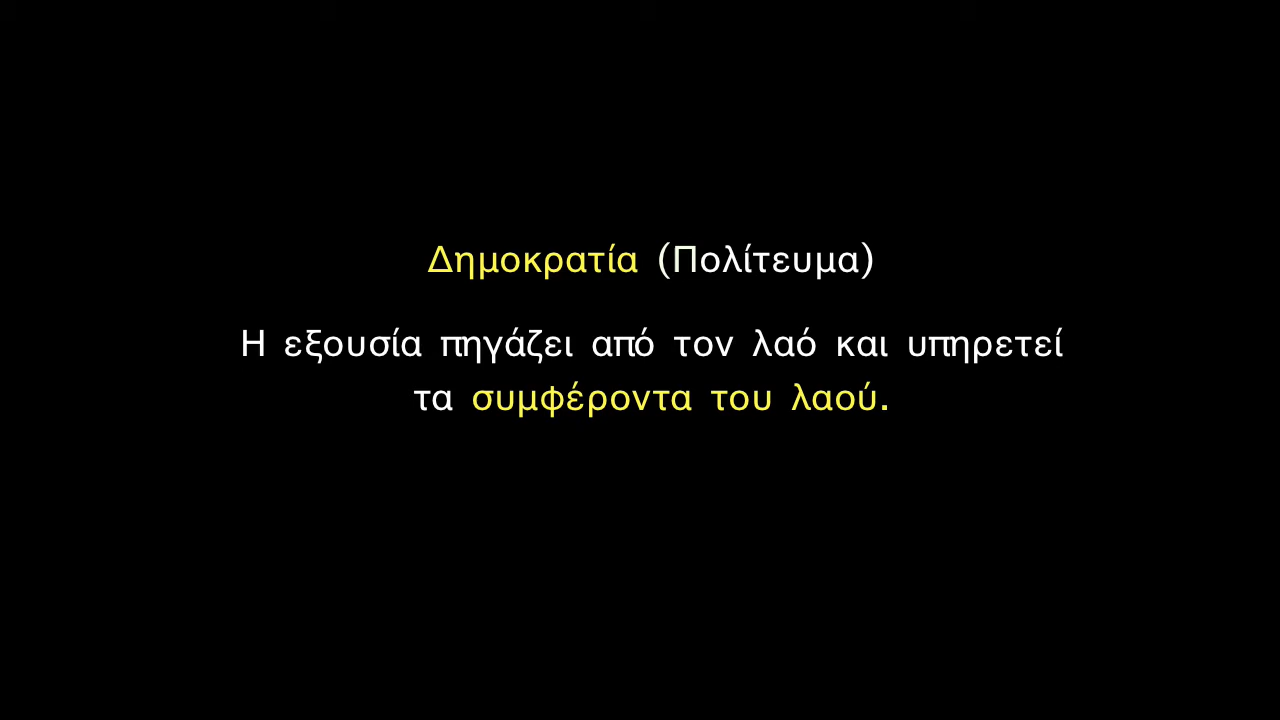 Δημοκρατία (Πολίτευμα)
Η εξουσία πηγάζει από τον λαό και υπηρετεί
τα συμφέροντα του λαού.